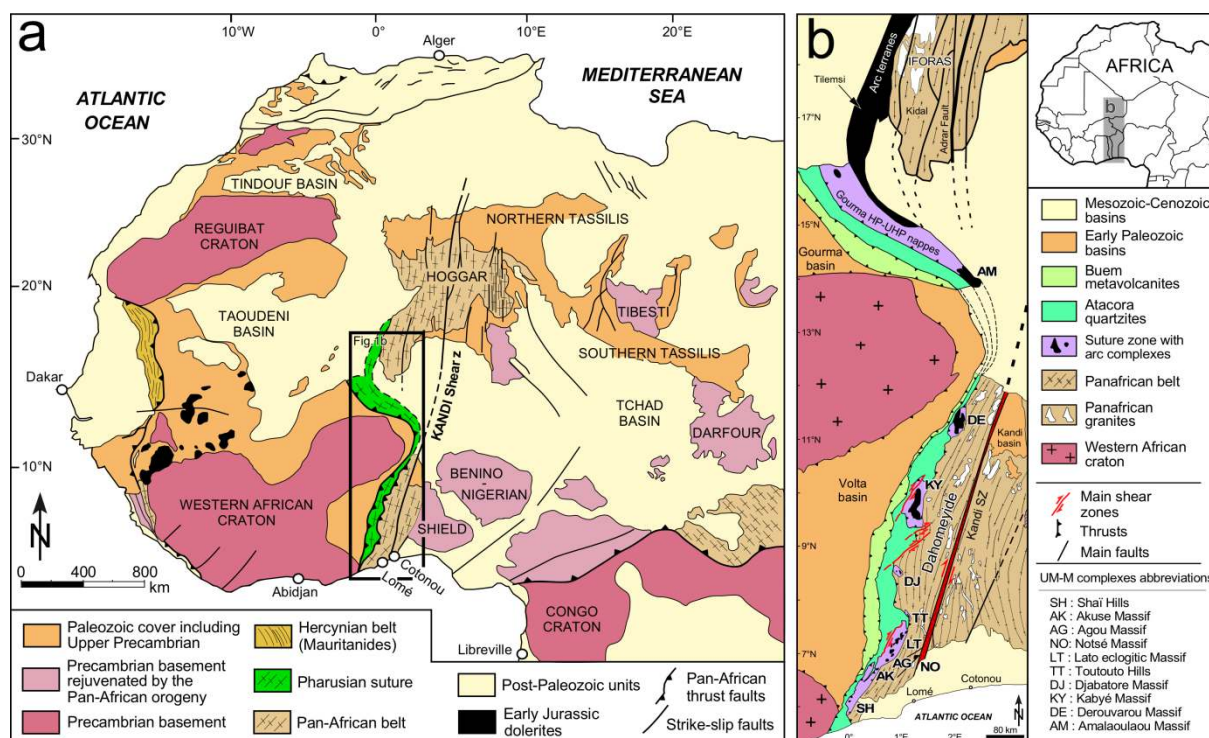 a
10°W
0°
Alger
10°E
20°E
ATLANTIC
OCEAN
MEDITERRANEAN
SEA
30°N
TINDOUF BASIN
REGUIBAT
CRATON
NORTHERN TASSILIS
HOGGAR
20°N
TAOUDENI
BASIN
TIBESTI
Fig. 1b
SOUTHERN TASSILIS
Dakar
KANDI Shear z
TCHAD
BASIN
DARFOUR
10°N
BENINO
-NIGERIAN
WESTERN AFRICAN
CRATON
SHIELD
N
0 400 800
km
Abidjan
Lomé
Cotonou
CONGO
CRATON
Libreville
Paleozoic cover including
Upper Precambrian
Precambrian basement
rejuvenated by the
Pan-African orogeny
Precambrian basement
Hercynian belt
(Mauritanides)
Pharusian suture
Pan-African belt
Post-Paleozoic units
Early Jurassic
dolerites
Pan-African
thrust faults
Strike-slip faults
b
Arc terranes
IFORAS
Tilemsi
Kidal
Adrar Fault
17°N
15°N
Gourma HP-UHP nappes
Gourma
basin
AM
13°N
11°N
DE
Kandi
basin
Volta
basin
KY
Dahomeyide
Kandi SZ
9°N
DJ
TT
LT
7°N
AG
NO
AK
Lomé
Cotonou
SH
ATLANTIC OCEAN
N
0°
1°E
2°E
80 km
AFRICA
b
Mesozoic-Cenozoic
basins
Early Paleozoic
basins
Buem
metavolcanites
Atacora
quartzites
Suture zone with
arc complexes
Panafrican belt
Panafrican
granites
Western African
craton
Main shear
zones
Thrusts
Main faults
UM-M complexes abbreviations
SH : Shaï Hills
AK : Akuse Massif
AG : Agou Massif
NO: Notsé Massif
LT : Lato eclogitic Massif
TT : Toutouto Hills
DJ : Djabatore Massif
KY : Kabyé Massif
DE : Derouvarou Massif
AM : Amalaoulaou Massif